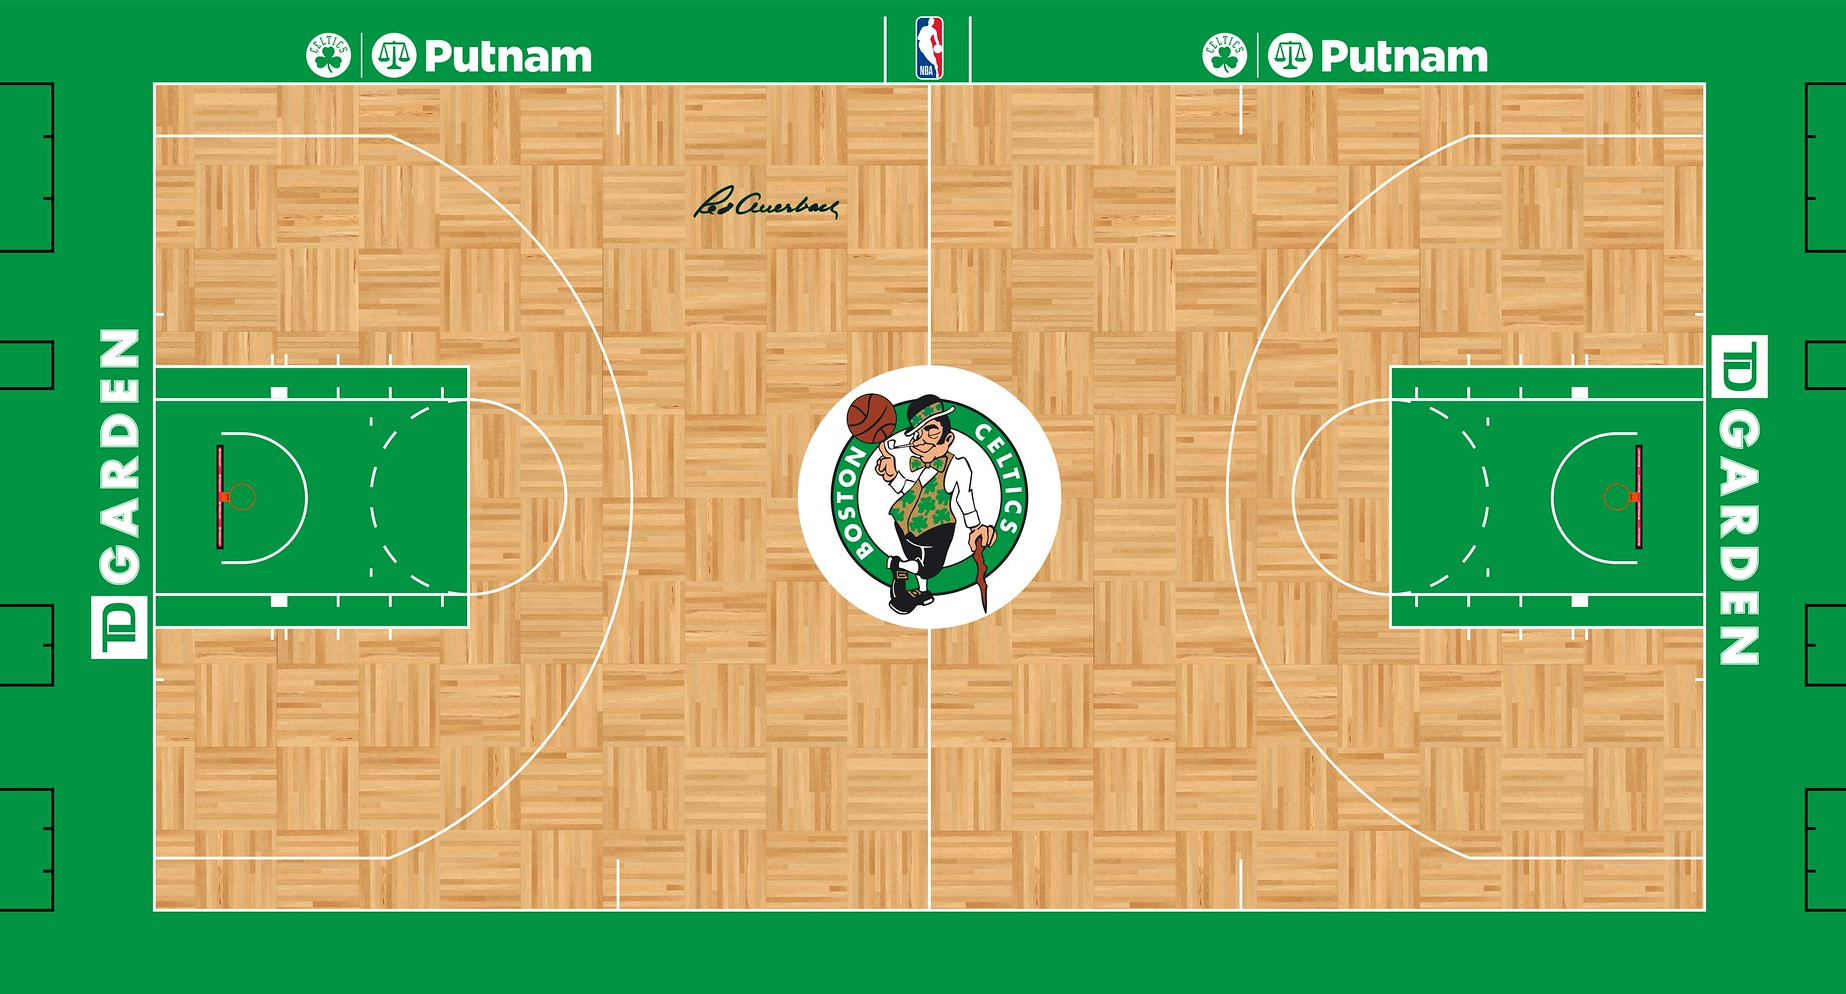 CELTICS Putnam
NBA
CELTICS Putnam
Red Auerbach
TD GARDEN
BOSTON CELTICS
TD GARDEN